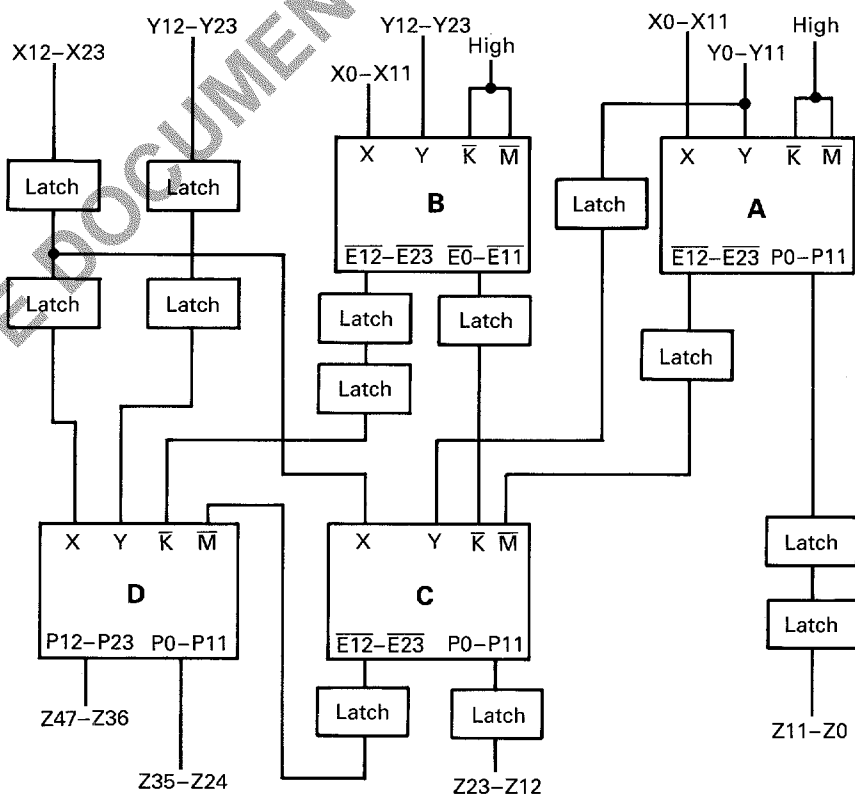 E DOCUMEN
X12–X23
Y12–Y23
X0–X11
Y12–Y23
High
X0–X11
Y0–Y11
High
Latch
Latch
X Y K̅ M̅
B
E̅1̅2̅–E̅2̅3̅ E̅0̅–E̅1̅1̅
Latch
X Y K̅ M̅
A
E̅1̅2̅–E̅2̅3̅ P0–P11
Latch
Latch
Latch
Latch
Latch
Latch
X Y K̅ M̅
D
P12–P23 P0–P11
X Y K̅ M̅
C
E̅1̅2̅–E̅2̅3̅ P0–P11
Latch
Latch
Latch
Latch
Z47–Z36
Z35–Z24
Z23–Z12
Z11–Z0